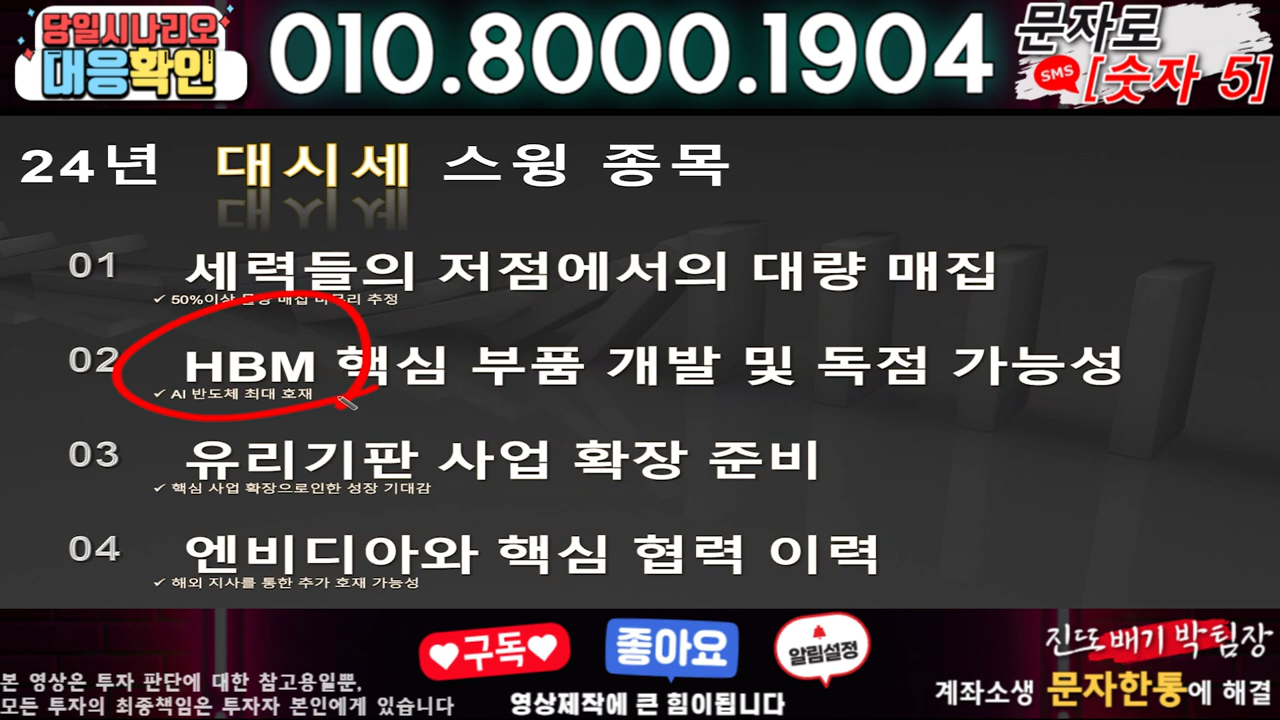 당일시나리오
대응확인
010.8000.1904
문자로
SMS
[숫자 5]
24년 대시세 스윙 종목
01 세력들의 저점에서의 대량 매집
✓ 50%이상 물량 매집 마무리 추정
02 HBM 핵심 부품 개발 및 독점 가능성
✓ AI 반도체 최대 호재
03 유리기판 사업 확장 준비
✓ 핵심 사업 확장으로인한 성장 기대감
04 엔비디아와 핵심 협력 이력
✓ 해외 지사를 통한 추가 호재 가능성
본 영상은 투자 판단에 대한 참고용일뿐,
모든 투자의 최종책임은 투자자 본인에게 있습니다
구독
좋아요
알림설정
영상제작에 큰 힘이됩니다
진또배기 박팀장
계좌소생 문자한통에 해결